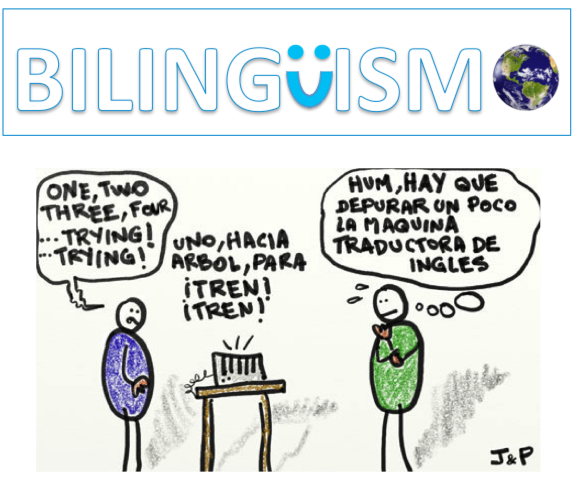 BILINGÜISMO
ONE, TWO
THREE, FOUR
...TRYING!
...TRYING!
UNO, HACIA
ARBOL, PARA
¡TREN!
¡TREN!
HUM, HAY QUE
DEPURAR UN POCO
LA MAQUINA
TRADUCTORA DE
INGLES
J&P